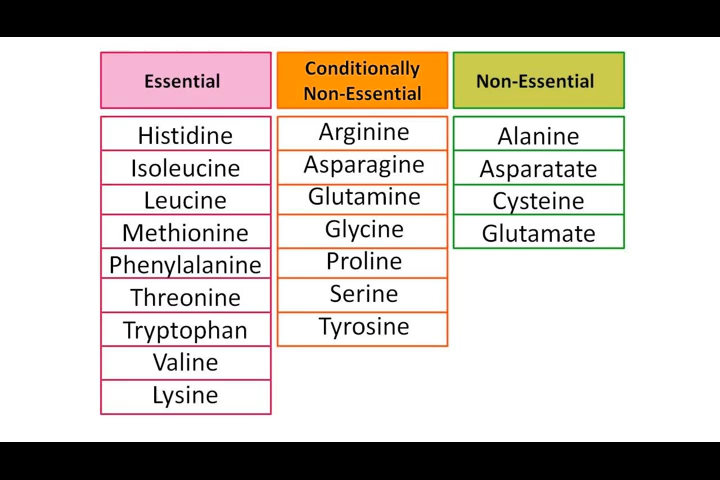 Essential
Histidine
Isoleucine
Leucine
Methionine
Phenylalanine
Threonine
Tryptophan
Valine
Lysine
Conditionally
Non-Essential
Arginine
Asparagine
Glutamine
Glycine
Proline
Serine
Tyrosine
Non-Essential
Alanine
Asparatate
Cysteine
Glutamate